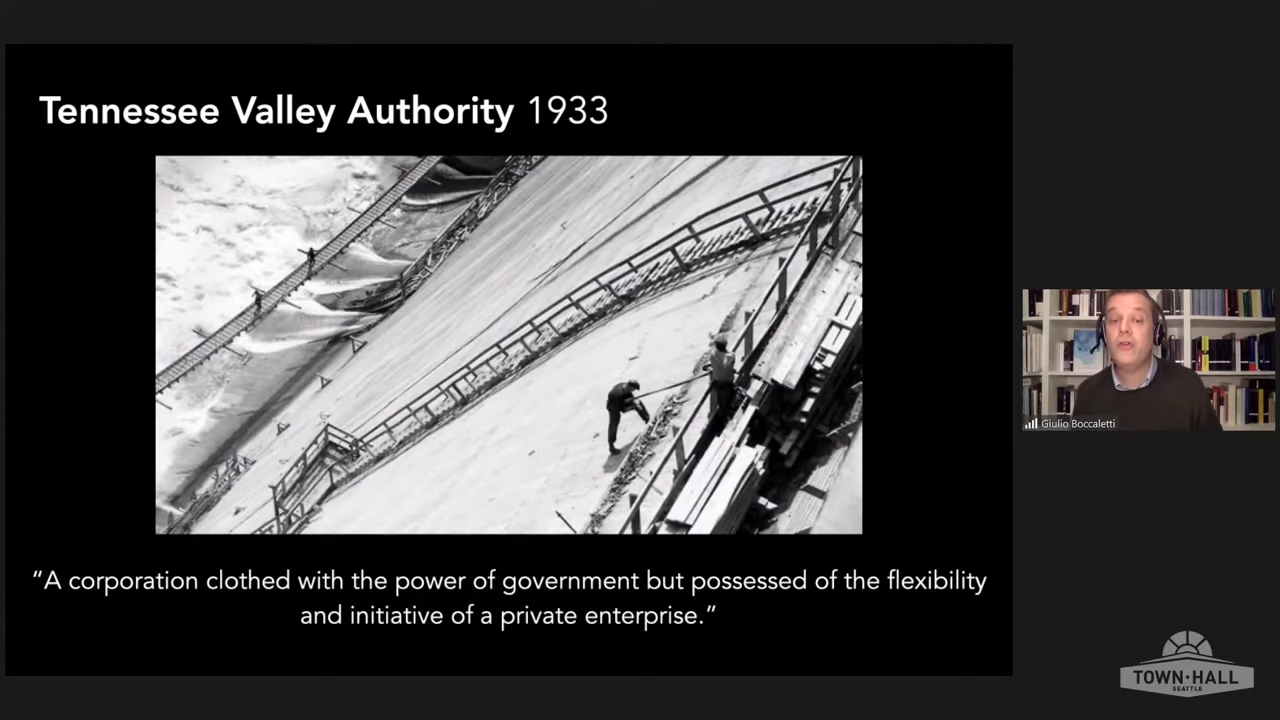 Tennessee Valley Authority 1933
“A corporation clothed with the power of government but possessed of the flexibility
and initiative of a private enterprise.”
Giulio Boccaletti
TOWN·HALL
SEATTLE